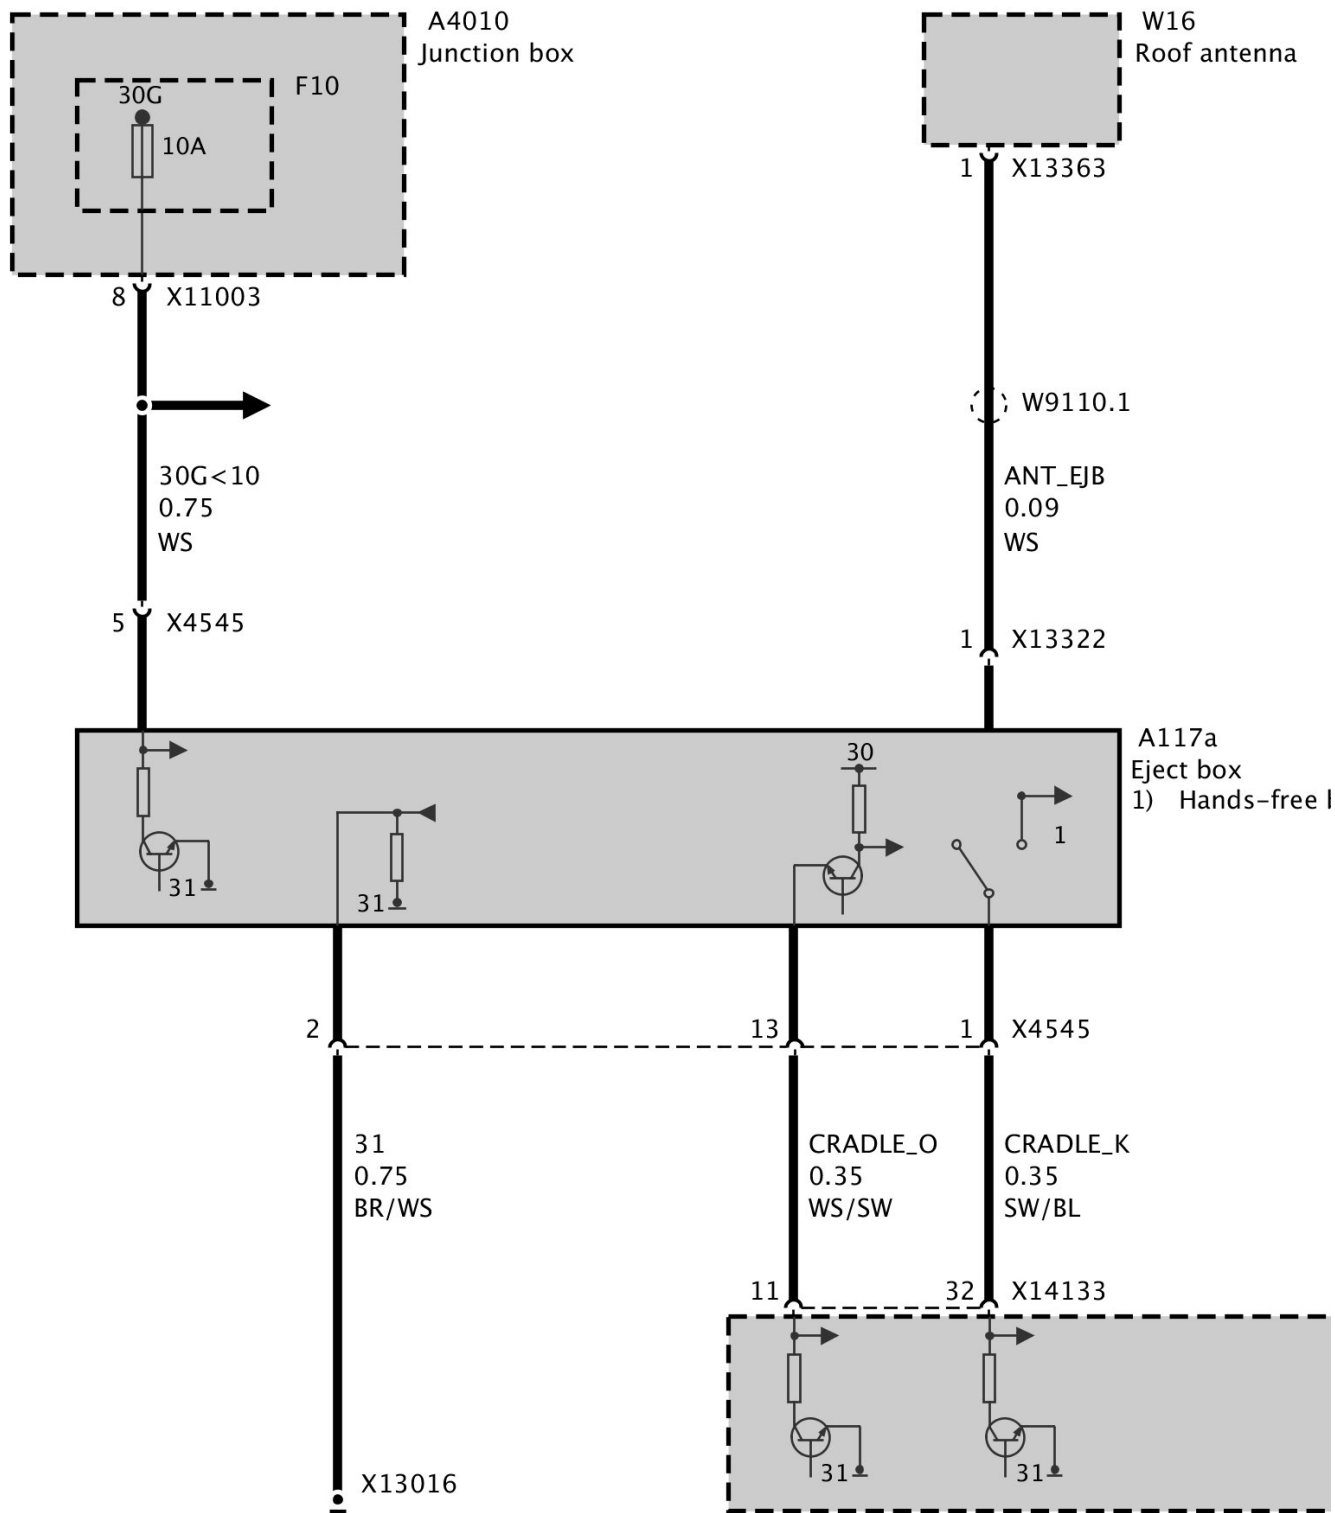 A4010
Junction box
F10
30G
10A
8 X11003
30G<10
0.75
WS
5 X4545
W16
Roof antenna
1 X13363
W9110.1
ANT_EJB
0.09
WS
1 X13322
A117a
Eject box
1) Hands-free
31
31
30
1
2
13
1 X4545
31
0.75
BR/WS
CRADLE_O
0.35
WS/SW
CRADLE_K
0.35
SW/BL
11
32 X14133
31
31
X13016